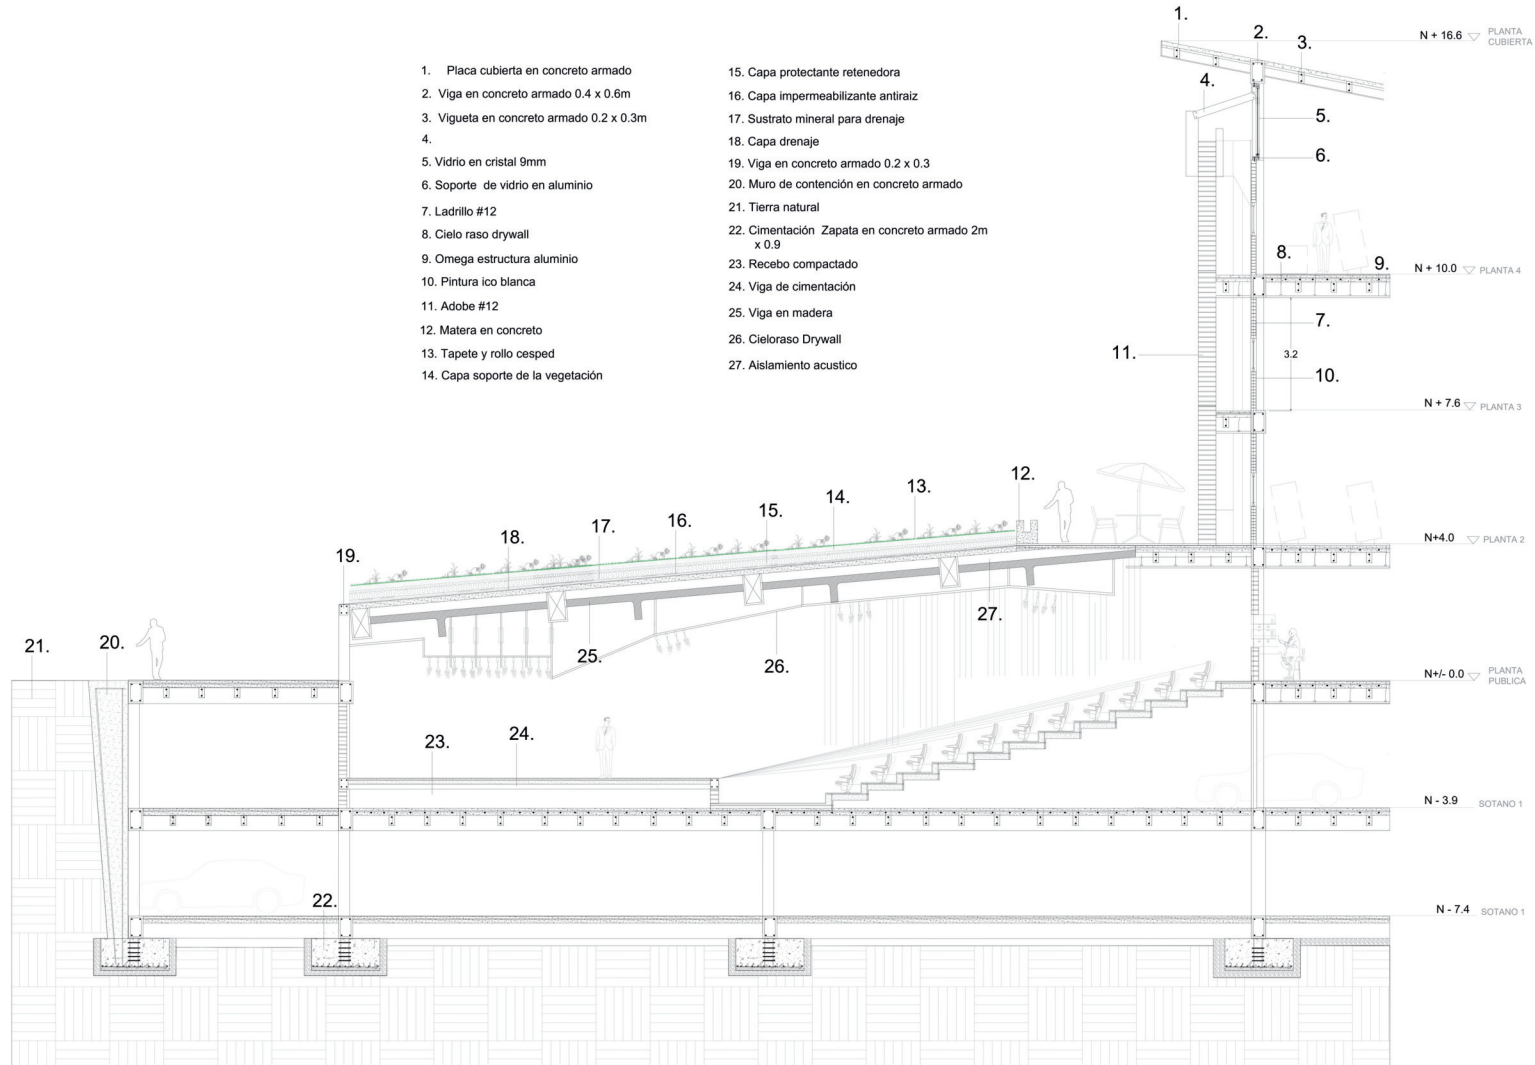 1. Placa cubierta en concreto armado
2. Viga en concreto armado 0.4 x 0.6m
3. Vigueta en concreto armado 0.2 x 0.3m
4.
5. Vidrio en cristal 9mm
6. Soporte de vidrio en aluminio
7. Ladrillo #12
8. Cielo raso drywall
9. Omega estructura aluminio
10. Pintura ico blanca
11. Adobe #12
12. Matera en concreto
13. Tapete y rollo cesped
14. Capa soporte de la vegetación
15. Capa protectante retenedora
16. Capa impermeabilizante antiraiz
17. Sustrato mineral para drenaje
18. Capa drenaje
19. Viga en concreto armado 0.2 x 0.3
20. Muro de contención en concreto armado
21. Tierra natural
22. Cimentación Zapata en concreto armado 2m
x 0.9
23. Recebo compactado
24. Viga de cimentación
25. Viga en madera
26. Cieloraso Drywall
27. Aislamiento acustico
1.
2.
3.
4.
5.
6.
8.
9.
7.
3.2
11.
10.
12.
13.
14.
15.
16.
17.
18.
19.
27.
25.
26.
20.
21.
23.
24.
22.
N + 16.6 PLANTA
CUBIERTA
N + 10.0 PLANTA 4
N + 7.6 PLANTA 3
N+4.0 PLANTA 2
N+/- 0.0 PLANTA
PUBLICA
N - 3.9 SOTANO 1
N - 7.4 SOTANO 1